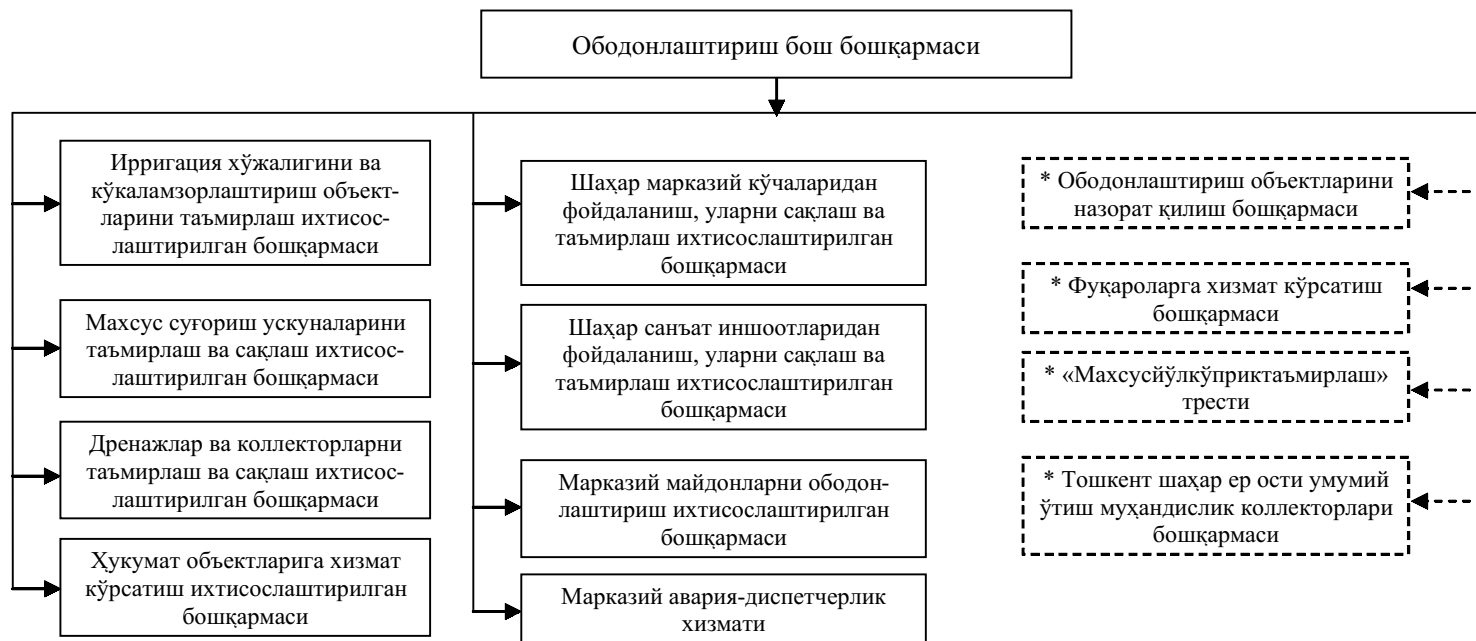 Ободонлаштириш бош бошқармаси
Ирригация хўжалигини ва
кўкаламзорлаштириш объект-
ларини таъмирлаш ихтисос-
лаштирилган бошқармаси
Махсус суғориш ускуналарини
таъмирлаш ва сақлаш ихтисос-
лаштирилган бошқармаси
Дренажлар ва коллекторларни
таъмирлаш ва сақлаш ихтисос-
лаштирилган бошқармаси
Ҳукумат объектларига хизмат
кўрсатиш ихтисослаштирилган
бошқармаси
Шаҳар марказий кўчаларидан
фойдаланиш, уларни сақлаш ва
таъмирлаш ихтисослаштирилган
бошқармаси
Шаҳар санъат иншоотларидан
фойдаланиш, уларни сақлаш ва
таъмирлаш ихтисослаштирилган
бошқармаси
Марказий майдонларни ободон-
лаштириш ихтисослаштирилган
бошқармаси
Марказий авария-диспетчерлик
хизмати
* Ободонлаштириш объектларини
назорат қилиш бошқармаси
* Фуқароларга хизмат кўрсатиш
бошқармаси
* «Махсусйўлкўприктаъмирлаш»
трести
* Тошкент шаҳар ер ости умумий
ўтиш муҳандислик коллекторлари
бошқармаси